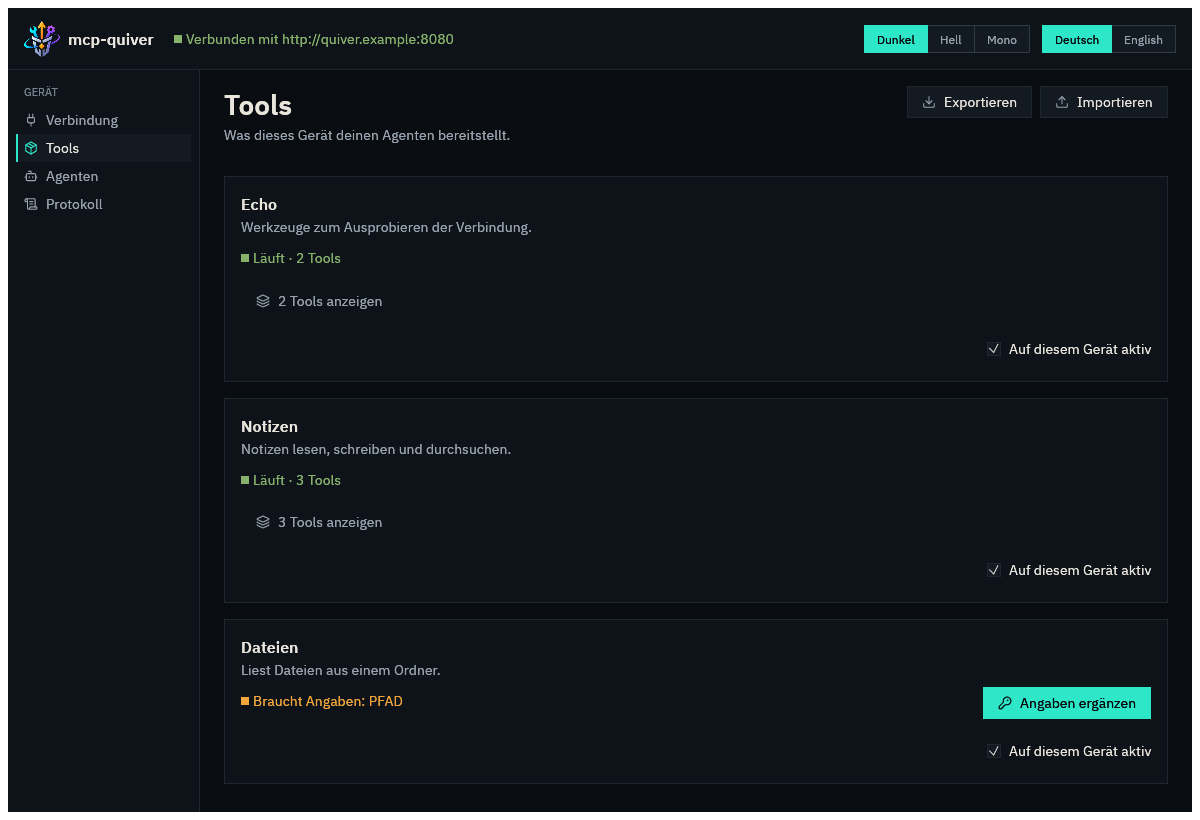 mcp-quiver
Verbunden mit http://quiver.example:8080
Dunkel
Hell
Mono
Deutsch
English
GERÄT
Verbindung
Tools
Agenten
Protokoll
Tools
Was dieses Gerät deinen Agenten bereitstellt.
Exportieren
Importieren
Echo
Werkzeuge zum Ausprobieren der Verbindung.
Läuft · 2 Tools
2 Tools anzeigen
Auf diesem Gerät aktiv
Notizen
Notizen lesen, schreiben und durchsuchen.
Läuft · 3 Tools
3 Tools anzeigen
Auf diesem Gerät aktiv
Dateien
Liest Dateien aus einem Ordner.
Braucht Angaben: PFAD
Angaben ergänzen
Auf diesem Gerät aktiv